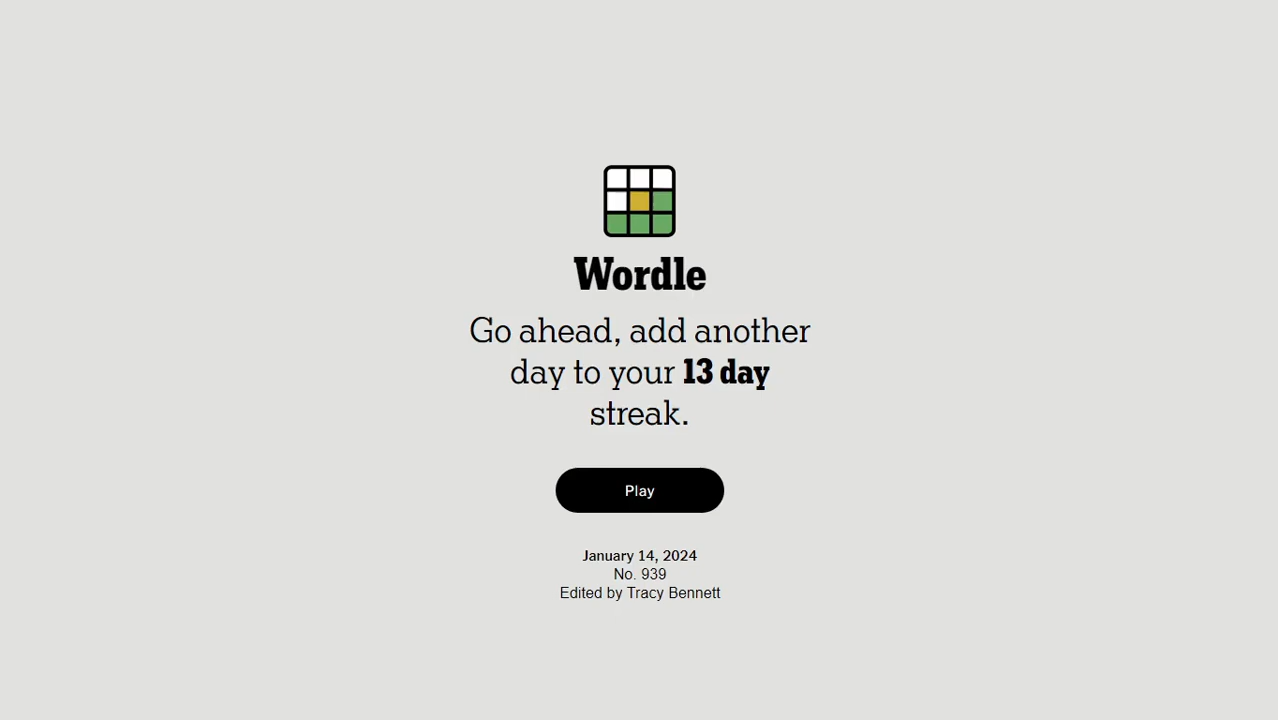 Wordle
Go ahead, add another
day to your 13 day
streak.
Play
January 14, 2024
No. 939
Edited by Tracy Bennett